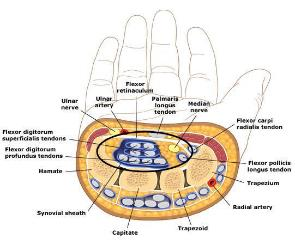 Flexor
retinaculum
Ulnar
nerve
Ulnar
artery
Palmaris
longus
tendon
Median
nerve
Flexor carpi
radialis tendon
Flexor digitorum
superficialis tendons
Flexor digitorum
profundus tendons
Hamate
Flexor pollicis
longus tendon
Trapezium
Synovial sheath
Radial artery
Capitate
Trapezoid